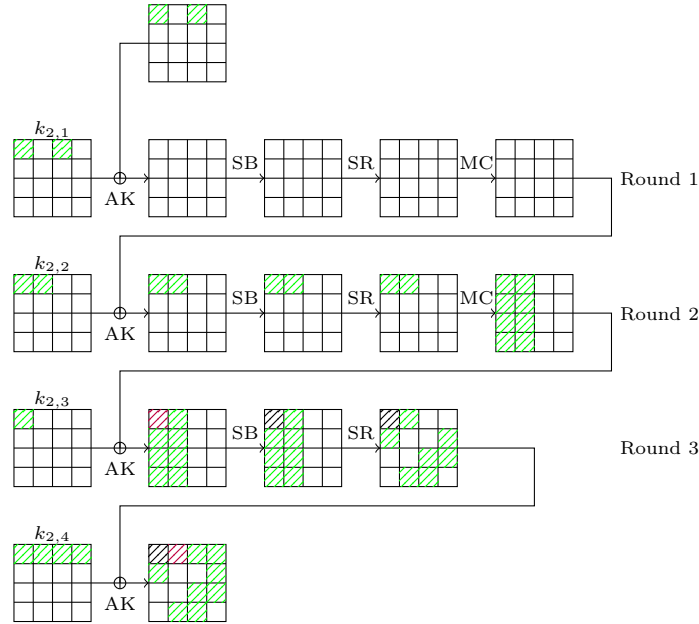 k2,1
SB SR MC
Round 1
AK
k2,2
SB SR MC
Round 2
AK
k2,3
SB SR
Round 3
AK
k2,4
AK